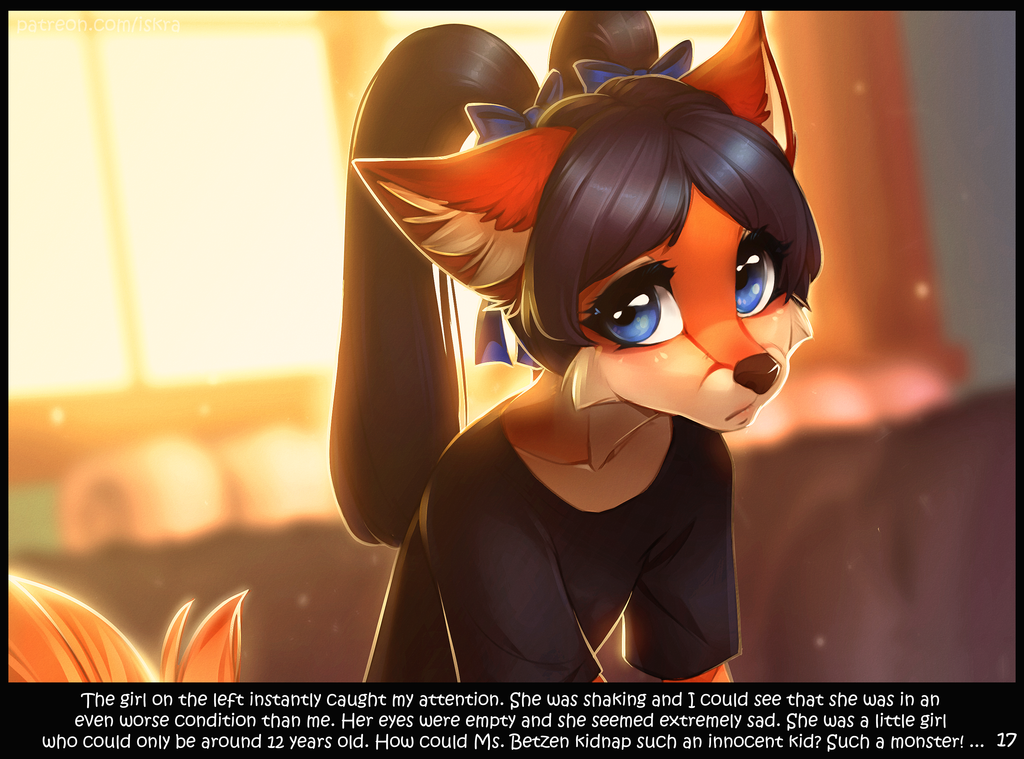 patreon.com/iskra
The girl on the left instantly caught my attention. She was shaking and I could see that she was in an
even worse condition than me. Her eyes were empty and she seemed extremely sad. She was a little girl
who could only be around 12 years old. How could Ms. Betzen kidnap such an innocent kid? Such a monster! ... 17